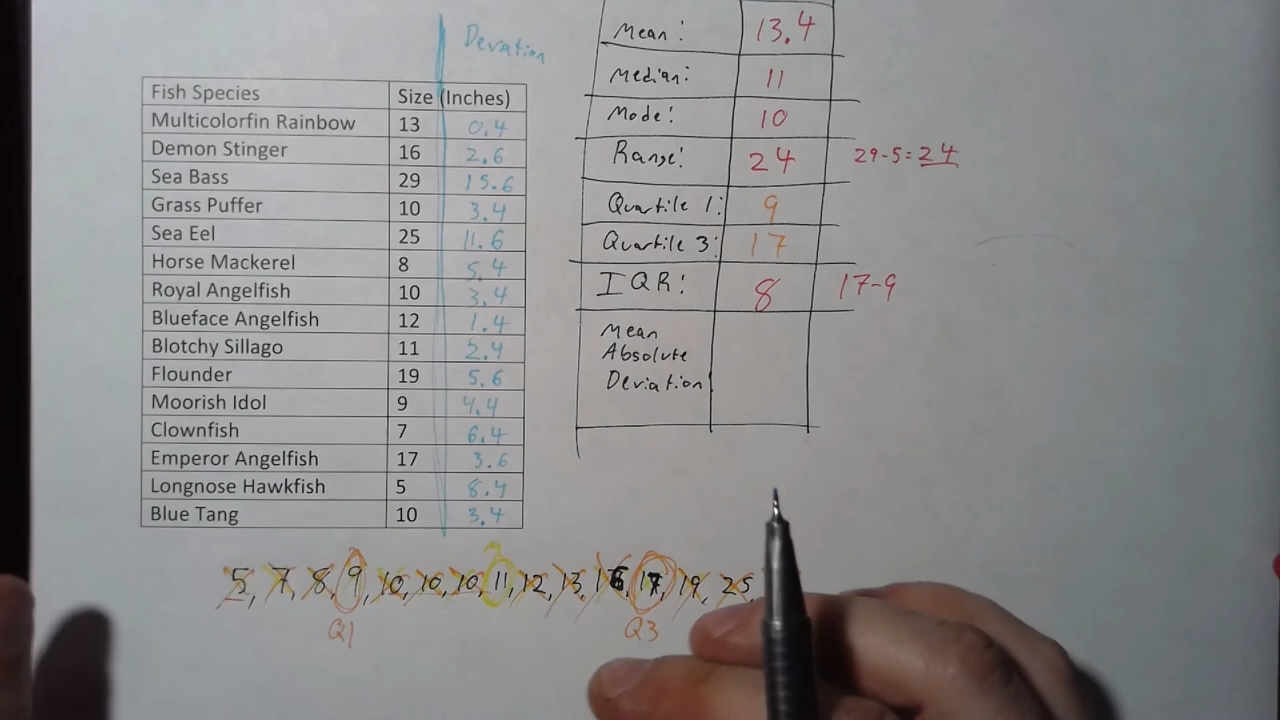 Deviation
Fish Species Size (Inches)
Multicolorfin Rainbow 13 0.4
Demon Stinger 16 2.6
Sea Bass 29 15.6
Grass Puffer 10 3.4
Sea Eel 25 11.6
Horse Mackerel 8 5.4
Royal Angelfish 10 3.4
Blueface Angelfish 12 1.4
Blotchy Sillago 11 2.4
Flounder 19 5.6
Moorish Idol 9 4.4
Clownfish 7 6.4
Emperor Angelfish 17 3.6
Longnose Hawkfish 5 8.4
Blue Tang 10 3.4
Mean: 13.4
Median: 11
Mode: 10
Range: 24 29-5=24
Quartile 1: 9
Quartile 3: 17
IQR: 8 17-9
Mean
Absolute
Deviation
5, 7, 8, 9, 10, 10, 10, 11, 12, 13, 16, 17, 19, 25,
Q1 Q3